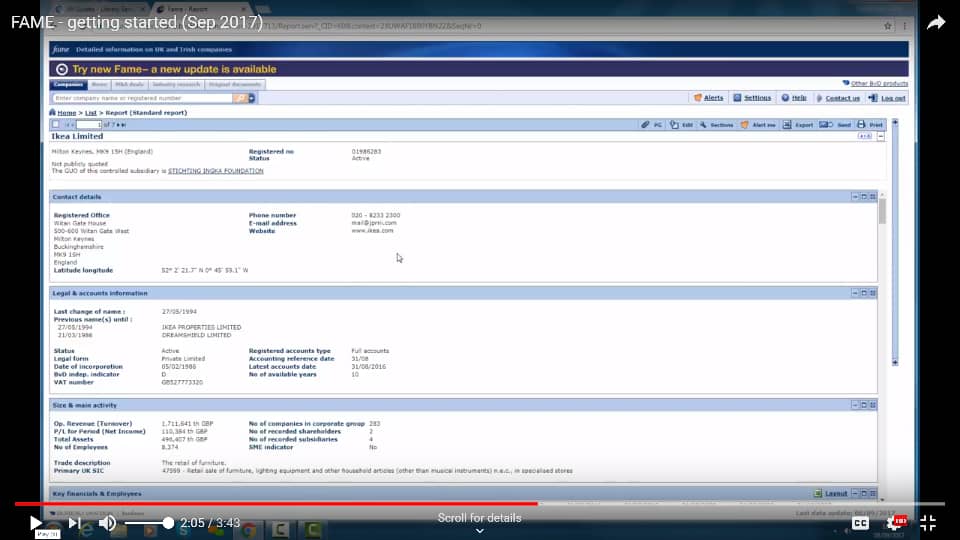 FAME - getting started (Sep 2017)
Fame - Report
fame Detailed information on UK and Irish companies
Try new Fame– a new update is available
Companies Home M&A deals Industry research Original documents
Other BvD products
Enter company name or registered number
Alerts Settings Help Contact us Log out
Home > List > Report (Standard report)
1 of 7
PG Edit Sections Alert me Export Send Print
Ikea Limited
Milton Keynes, MK9 1SH (England) Registered no 01986283
Status Active
Not publicly quoted
The GUO of this controlled subsidiary is STICHTING INGKA FOUNDATION
Contact details
Registered Office Phone number 020 - 8233 2300
Witan Gate House E-mail address mail@jpmi.com
500-600 Witan Gate West Website www.ikea.com
Milton Keynes
Buckinghamshire
MK9 1SH
England
Latitude longitude 52° 2' 21.7" N 0° 45' 59.1" W
Legal & accounts information
Last change of name : 27/05/1994
Previous name(s) until :
27/05/1994 IKEA PROPERTIES LIMITED
21/03/1986 DREAMSHIELD LIMITED
Status Active Registered accounts type Full accounts
Legal form Private Limited Accounting reference date 31/08
Date of incorporation 05/02/1986 Latest accounts date 31/08/2016
BvD indep. indicator D No of available years 10
VAT number GB527773320
Size & main activity
Op. Revenue (Turnover) 1,711,641 th GBP No of companies in corporate group 283
P/L for Period (Net Income) 110,384 th GBP No of recorded shareholders 2
Total Assets 496,407 th GBP No of recorded subsidiaries 4
No of Employees 8,374 SME indicator No
Trade description The retail of furniture.
Primary UK SIC 47599 - Retail sale of furniture, lighting equipment and other household articles (other than musical instruments) n.e.c., in specialised stores
Key financials & Employees Layout
2:05 / 3:43
Scroll for details
CC